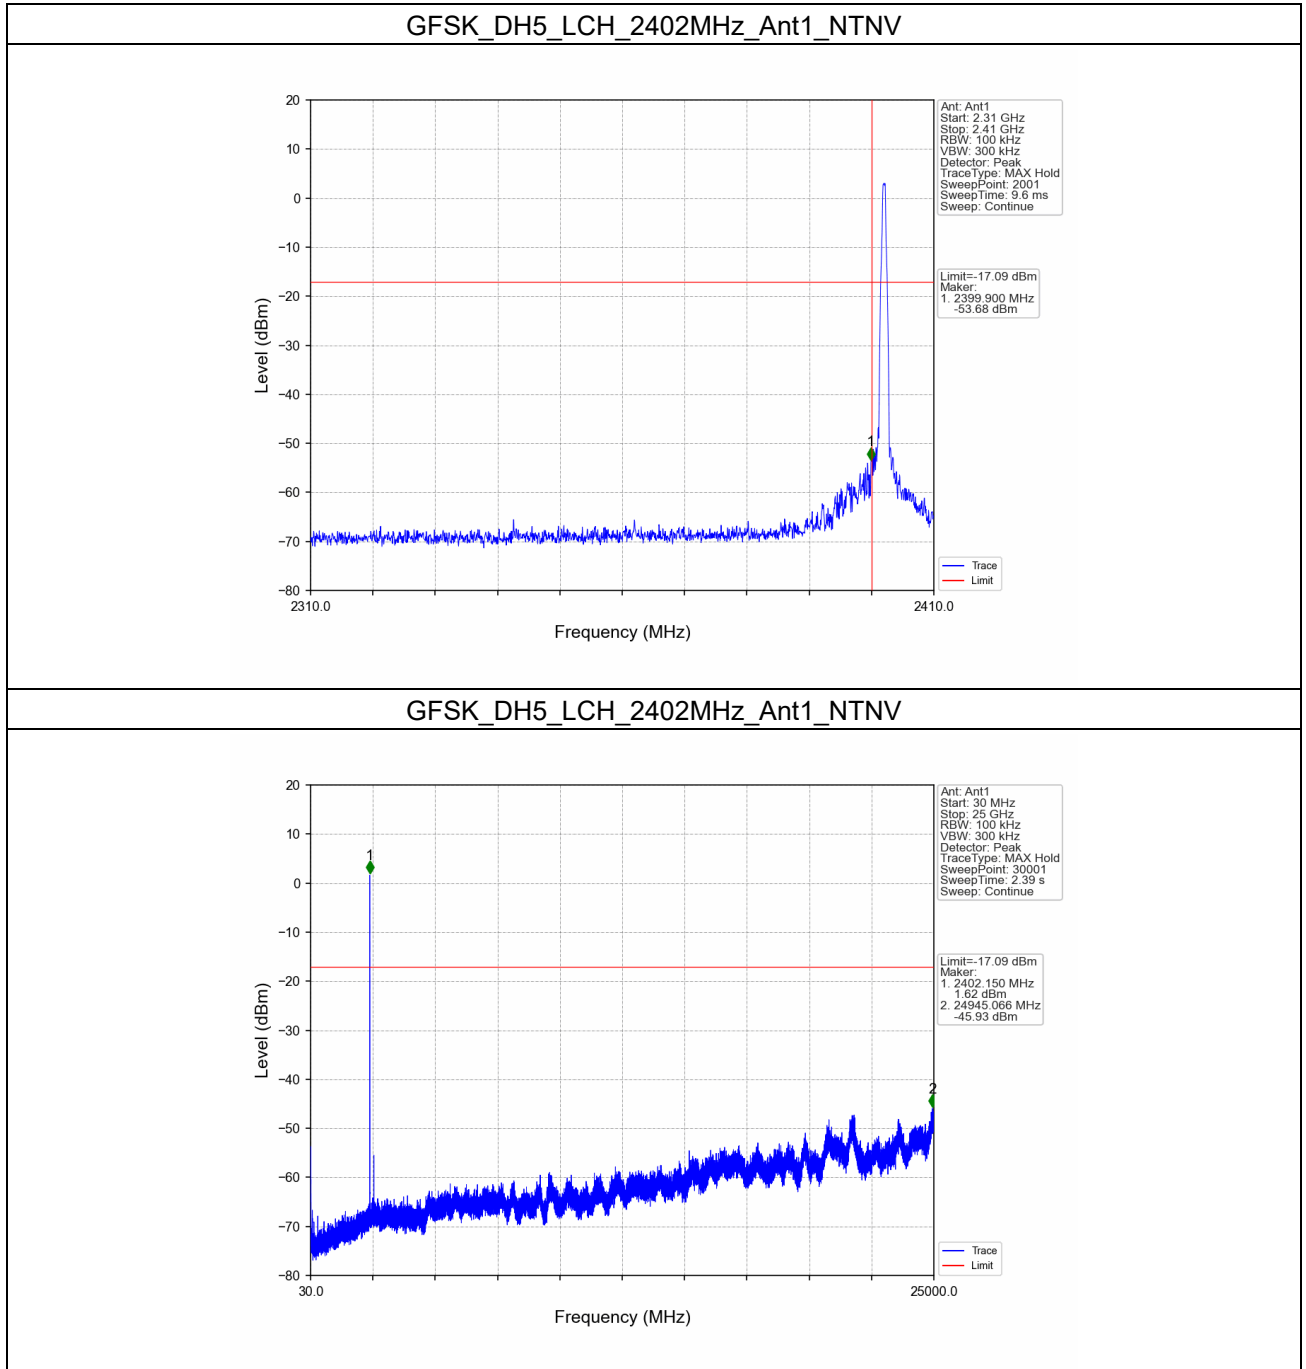 GFSK_DH5_LCH_2402MHz_Ant1_NTNV
20
10
0
−10
−20
−30
−40
−50
−60
−70
−80
Level (dBm)
1
2310.0
2410.0
Frequency (MHz)
Ant: Ant1
Start: 2.31 GHz
Stop: 2.41 GHz
RBW: 100 kHz
VBW: 300 kHz
Detector: Peak
TraceType: MAX Hold
SweepPoint: 2001
SweepTime: 9.6 ms
Sweep: Continue
Limit=-17.09 dBm
Maker:
1. 2399.900 MHz
-53.68 dBm
Trace
Limit
GFSK_DH5_LCH_2402MHz_Ant1_NTNV
20
10
0
−10
−20
−30
−40
−50
−60
−70
−80
Level (dBm)
1
2
30.0
25000.0
Frequency (MHz)
Ant: Ant1
Start: 30 MHz
Stop: 25 GHz
RBW: 100 kHz
VBW: 300 kHz
Detector: Peak
TraceType: MAX Hold
SweepPoint: 30001
SweepTime: 2.39 s
Sweep: Continue
Limit=-17.09 dBm
Maker:
1. 2402.150 MHz
1.62 dBm
2. 24945.066 MHz
-45.93 dBm
Trace
Limit